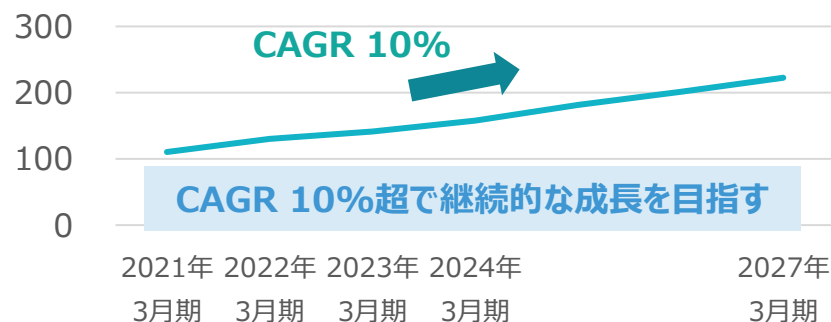 300
CAGR 10%
200
100
CAGR 10%超で継続的な成長を目指す
0
2021年 2022年 2023年 2024年 2027年
3月期 3月期 3月期 3月期 3月期